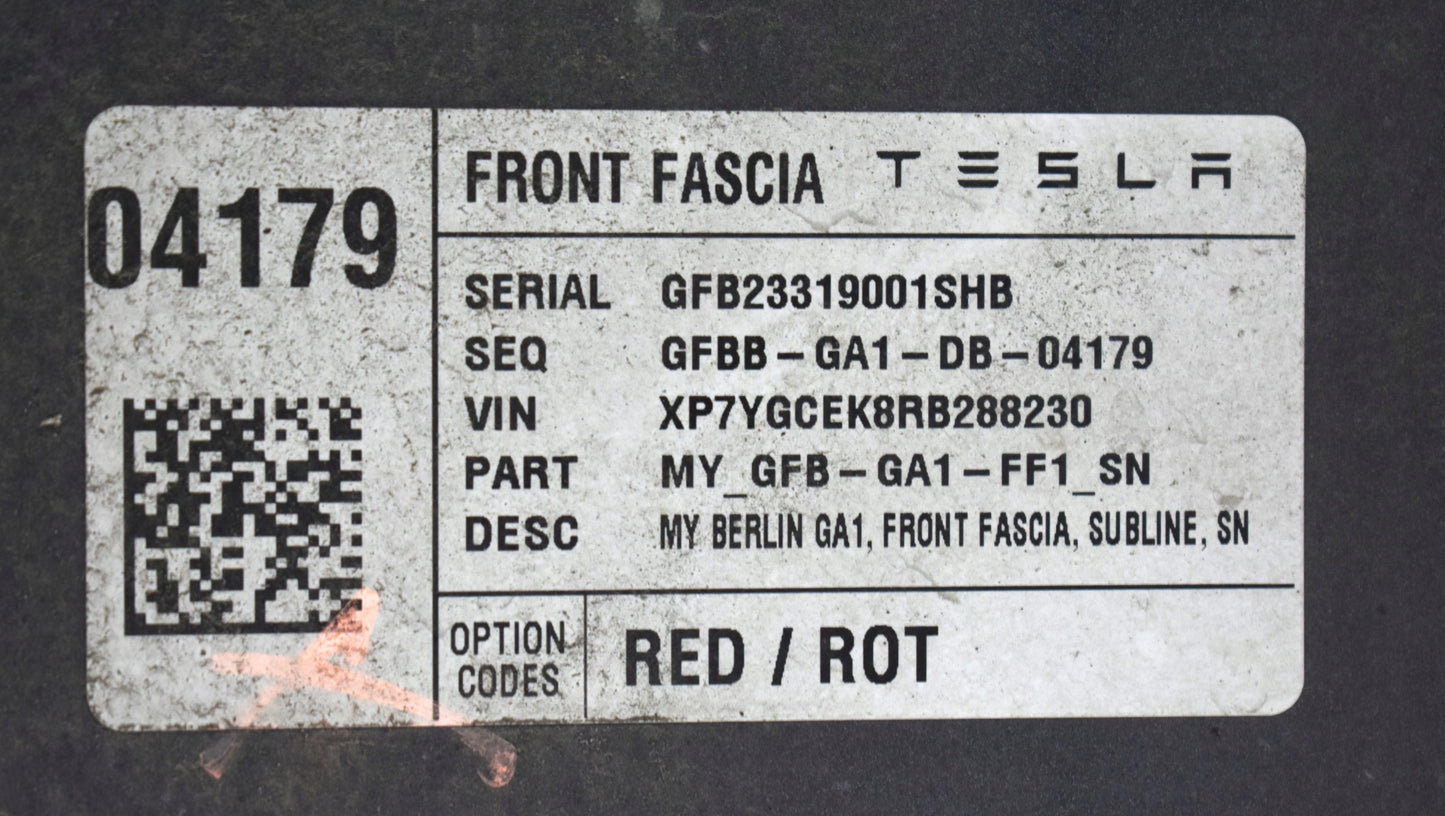 04179
FRONT FASCIA TESLA
SERIAL GFB23319001SHB
SEQ GFBB-GA1-DB-04179
VIN XP7YGCEK8RB288230
PART MY_GFB-GA1-FF1_SN
DESC MY BERLIN GA1, FRONT FASCIA, SUBLINE, SN
OPTION
CODES
RED / ROT